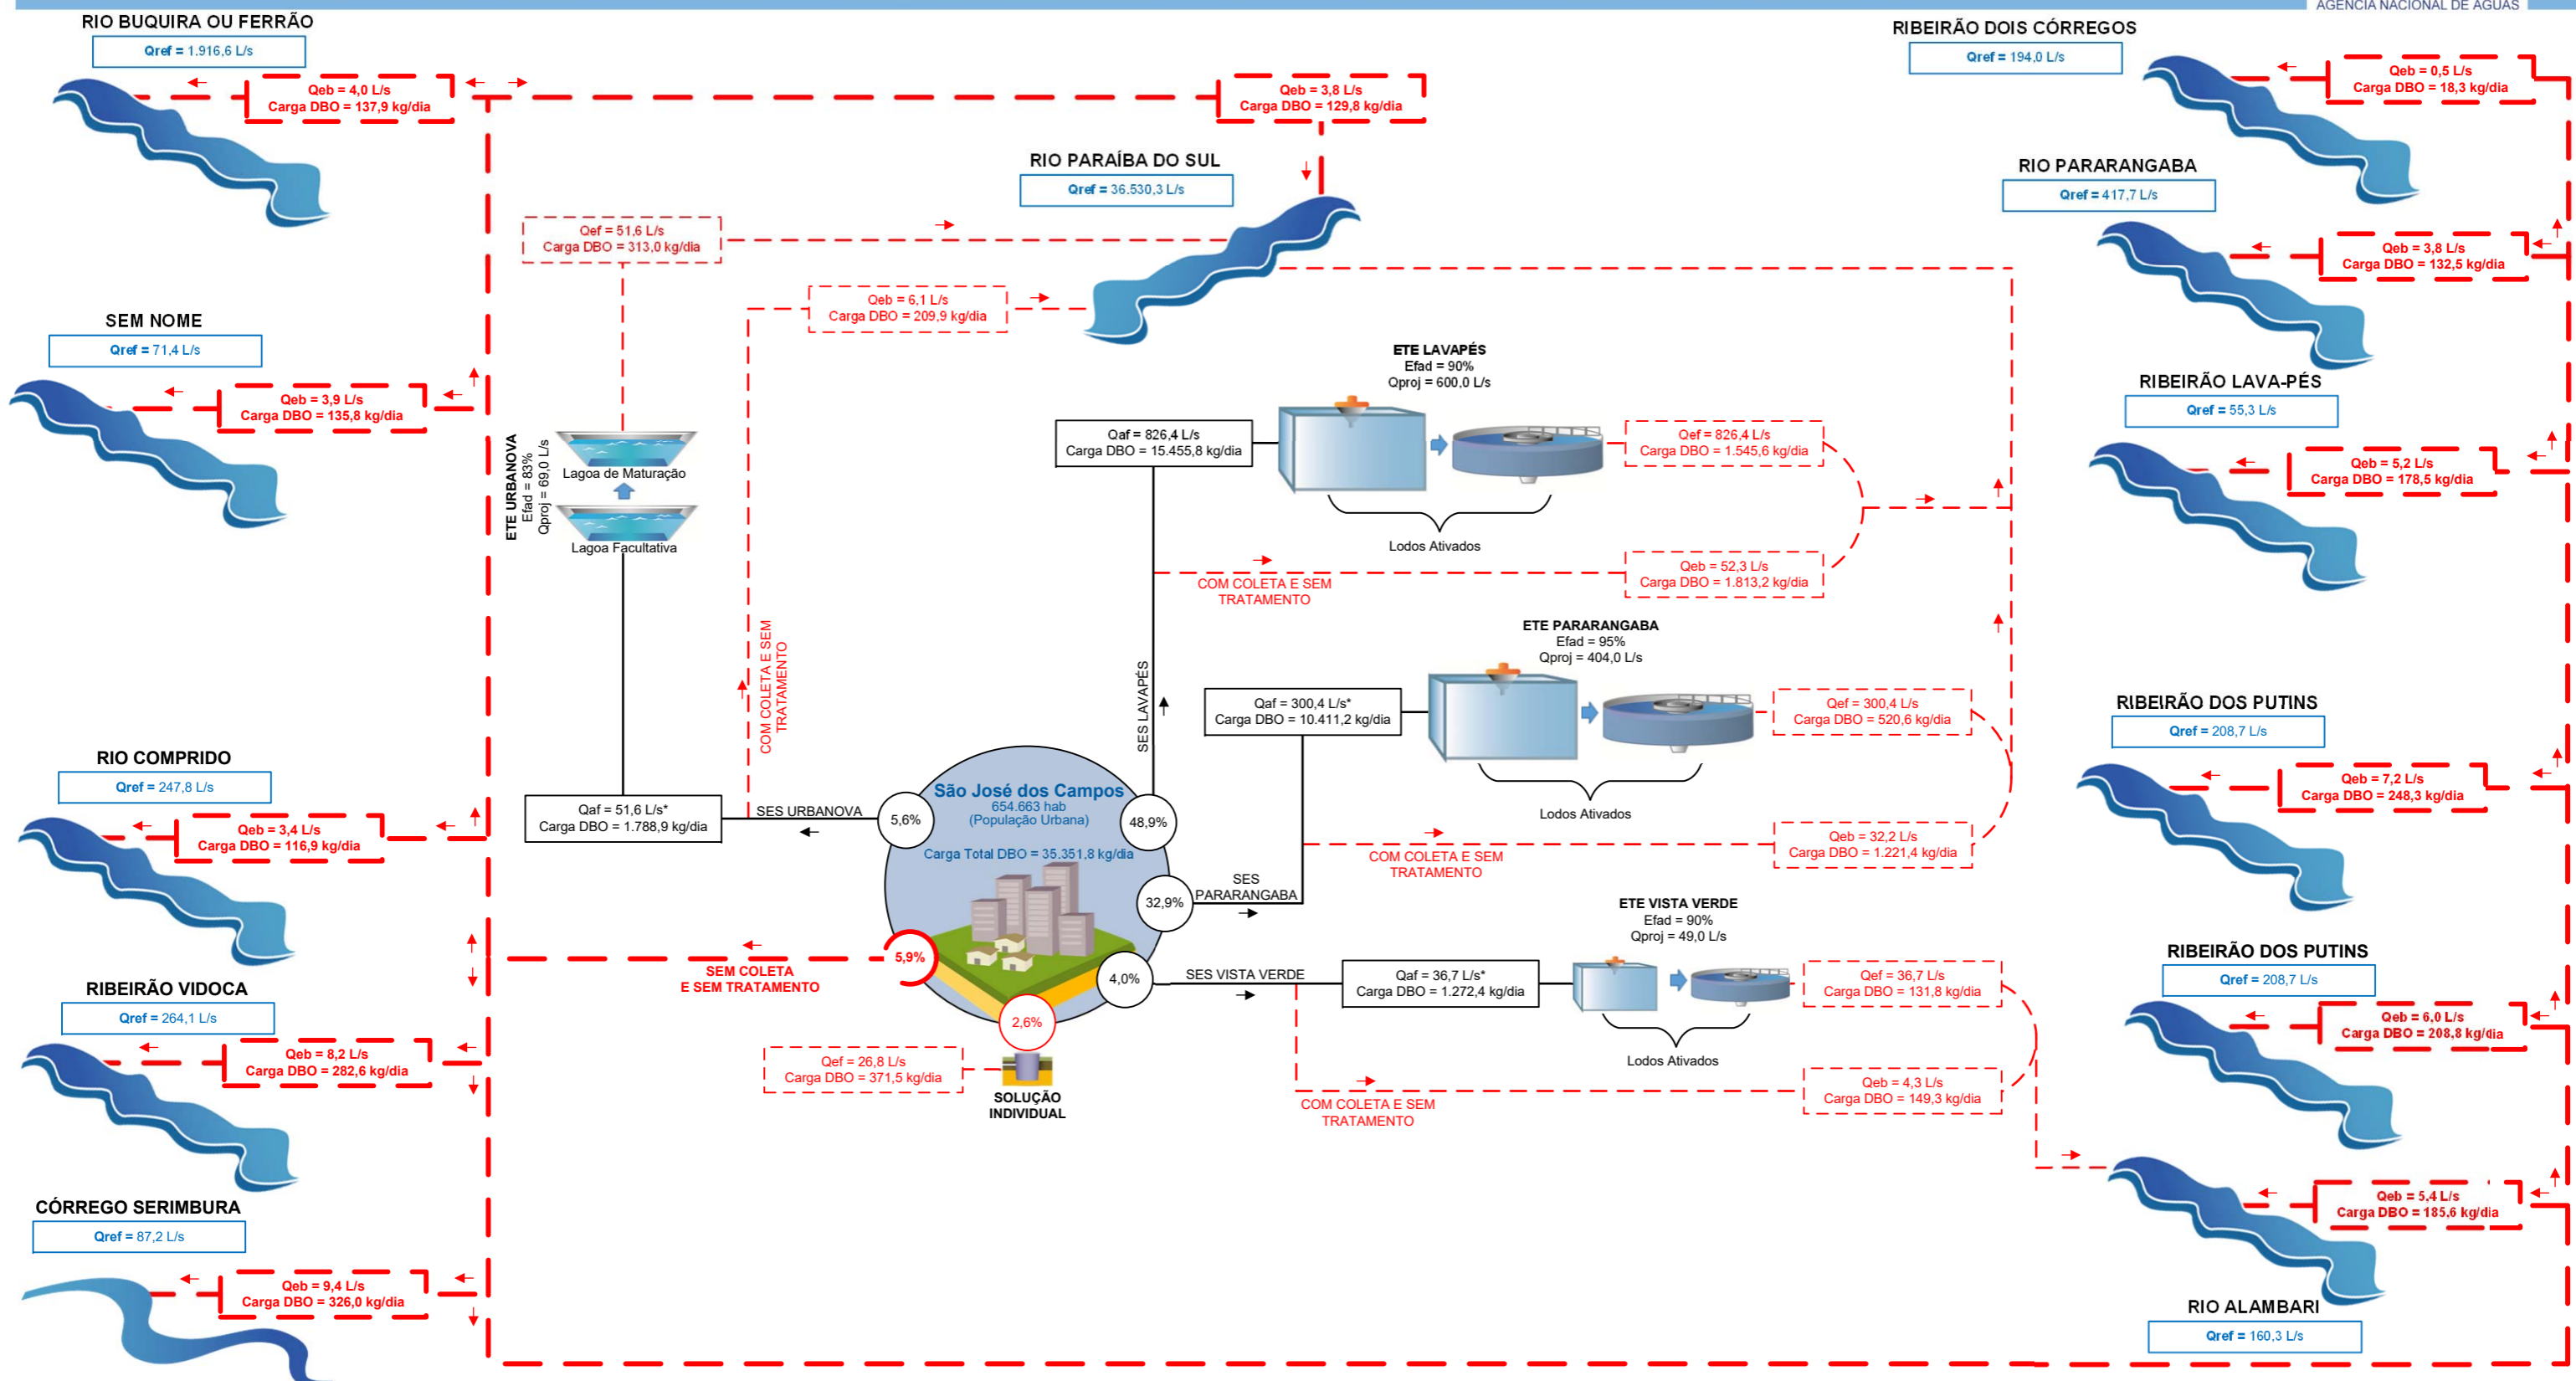 AGÊNCIA NACIONAL DE ÁGUAS
RIO BUQUIRA OU FERRÃO
Qref = 1.916,6 L/s
Qeb = 4,0 L/s
Carga DBO = 137,9 kg/dia
Qeb = 3,8 L/s
Carga DBO = 129,8 kg/dia
RIBEIRÃO DOIS CÓRREGOS
Qref = 194,0 L/s
Qeb = 0,5 L/s
Carga DBO = 18,3 kg/dia
RIO PARAÍBA DO SUL
Qref = 36.530,3 L/s
RIO PARARANGABA
Qref = 417,7 L/s
Qeb = 3,8 L/s
Carga DBO = 132,5 kg/dia
Qef = 51,6 L/s
Carga DBO = 313,0 kg/dia
Qeb = 6,1 L/s
Carga DBO = 209,9 kg/dia
SEM NOME
Qref = 71,4 L/s
Qeb = 3,9 L/s
Carga DBO = 135,8 kg/dia
ETE URBANOVA
Efad = 83%
Qproj = 69,0 L/s
Lagoa de Maturação
Lagoa Facultativa
ETE LAVAPÉS
Efad = 90%
Qproj = 600,0 L/s
Qaf = 826,4 L/s
Carga DBO = 15.455,8 kg/dia
Qef = 826,4 L/s
Carga DBO = 1.545,6 kg/dia
Lodos Ativados
COM COLETA E SEM
TRATAMENTO
Qeb = 52,3 L/s
Carga DBO = 1.813,2 kg/dia
RIBEIRÃO LAVA-PÉS
Qref = 55,3 L/s
Qeb = 5,2 L/s
Carga DBO = 178,5 kg/dia
COM COLETA E SEM
TRATAMENTO
SES LAVAPÉS
ETE PARARANGABA
Efad = 95%
Qproj = 404,0 L/s
Qaf = 300,4 L/s*
Carga DBO = 10.411,2 kg/dia
Qef = 300,4 L/s
Carga DBO = 520,6 kg/dia
Lodos Ativados
COM COLETA E SEM
TRATAMENTO
Qeb = 32,2 L/s
Carga DBO = 1.221,4 kg/dia
RIBEIRÃO DOS PUTINS
Qref = 208,7 L/s
Qeb = 7,2 L/s
Carga DBO = 248,3 kg/dia
RIO COMPRIDO
Qref = 247,8 L/s
Qeb = 3,4 L/s
Carga DBO = 116,9 kg/dia
Qaf = 51,6 L/s*
Carga DBO = 1.788,9 kg/dia
SES URBANOVA
5,6%
São José dos Campos
654.663 hab
(População Urbana)
Carga Total DBO = 35.351,8 kg/dia
48,9%
32,9%
SES
PARARANGABA
5,9%
SEM COLETA
E SEM TRATAMENTO
4,0%
SES VISTA VERDE
2,6%
SOLUÇÃO
INDIVIDUAL
Qef = 26,8 L/s
Carga DBO = 371,5 kg/dia
ETE VISTA VERDE
Efad = 90%
Qproj = 49,0 L/s
Qaf = 36,7 L/s*
Carga DBO = 1.272,4 kg/dia
Qef = 36,7 L/s
Carga DBO = 131,8 kg/dia
Lodos Ativados
COM COLETA E SEM
TRATAMENTO
Qeb = 4,3 L/s
Carga DBO = 149,3 kg/dia
RIBEIRÃO DOS PUTINS
Qref = 208,7 L/s
Qeb = 6,0 L/s
Carga DBO = 208,8 kg/dia
RIBEIRÃO VIDOCA
Qref = 264,1 L/s
Qeb = 8,2 L/s
Carga DBO = 282,6 kg/dia
CÓRREGO SERIMBURA
Qref = 87,2 L/s
Qeb = 9,4 L/s
Carga DBO = 326,0 kg/dia
Qeb = 5,4 L/s
Carga DBO = 185,6 kg/dia
RIO ALAMBARI
Qref = 160,3 L/s